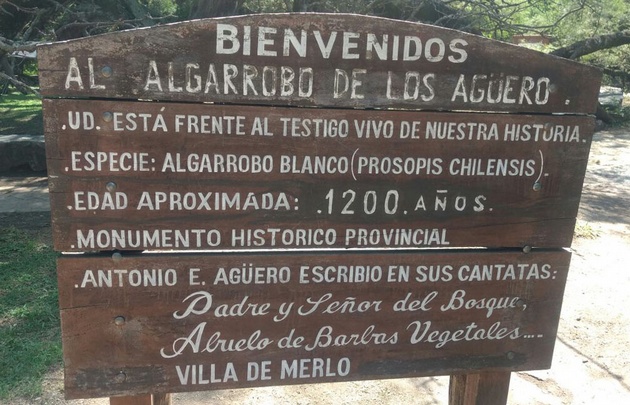 BIENVENIDOS
AL ALGARROBO DE LOS AGÜERO.
.UD. ESTÁ FRENTE AL TESTIGO VIVO DE NUESTRA HISTORIA.
.ESPECIE: ALGARROBO BLANCO (PROSOPIS CHILENSIS).
.EDAD APROXIMADA: .1200. AÑOS.
.MONUMENTO HISTORICO PROVINCIAL
.ANTONIO E. AGÜERO ESCRIBIO EN SUS CANTATAS:
Padre y Señor del Bosque,
Abuelo de Barbas Vegetales....
VILLA DE MERLO